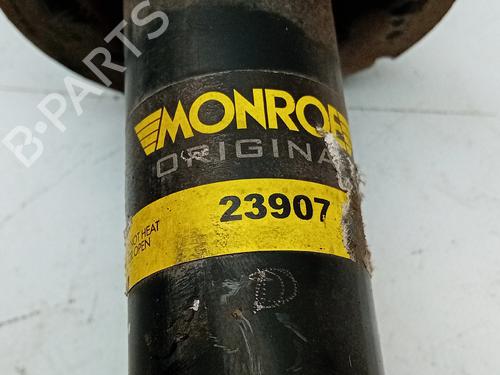 MONROE
ORIGINA
23907
NOT HEAT
OPEN
B-PARTS